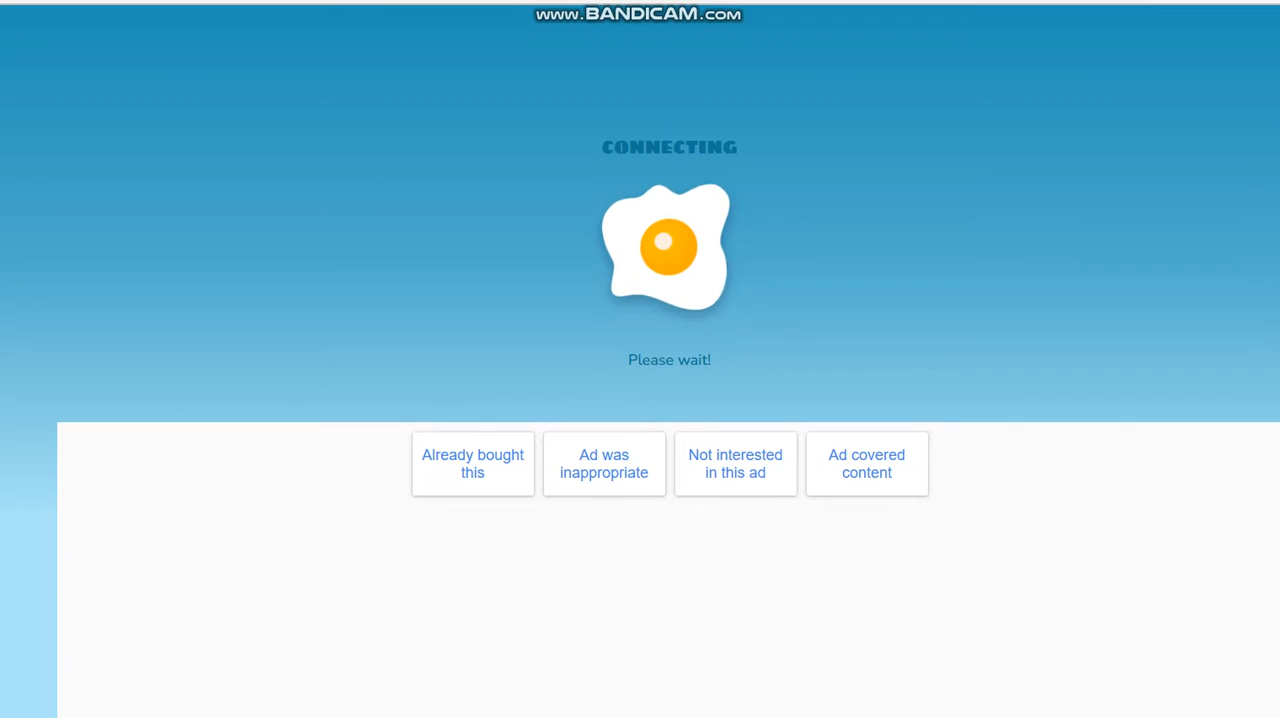 www.BANDICAM.com
CONNECTING
Please wait!
Already bought
this
Ad was
inappropriate
Not interested
in this ad
Ad covered
content